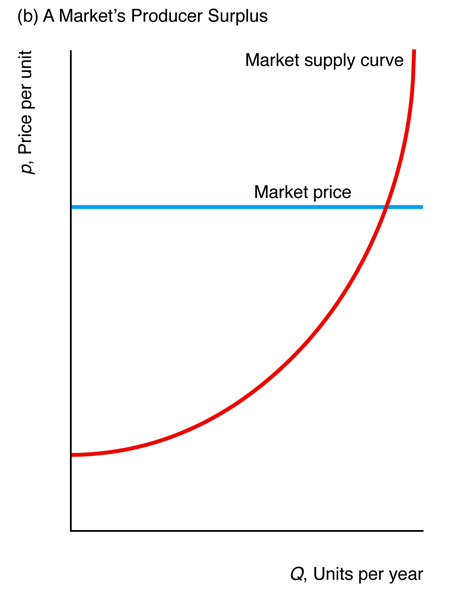 (b) A Market’s Producer Surplus
p, Price per unit
Market supply curve
Market price
Q, Units per year